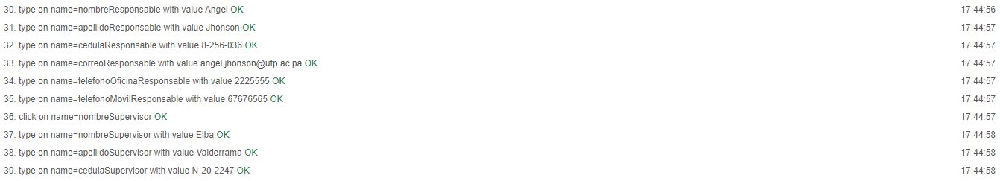 30. type on name=nombreResponsable with value Angel OK 17:44:56
31. type on name=apellidoResponsable with value Jhonson OK 17:44:57
32. type on name=cedulaResponsable with value 8-256-036 OK 17:44:57
33. type on name=correoResponsable with value angel.jhonson@utp.ac.pa OK 17:44:57
34. type on name=telefonoOficinaResponsable with value 2225555 OK 17:44:57
35. type on name=telefonoMovilResponsable with value 67676565 OK 17:44:57
36. click on name=nombreSupervisor OK 17:44:57
37. type on name=nombreSupervisor with value Elba OK 17:44:58
38. type on name=apellidoSupervisor with value Valderrama OK 17:44:58
39. type on name=cedulaSupervisor with value N-20-2247 OK 17:44:58